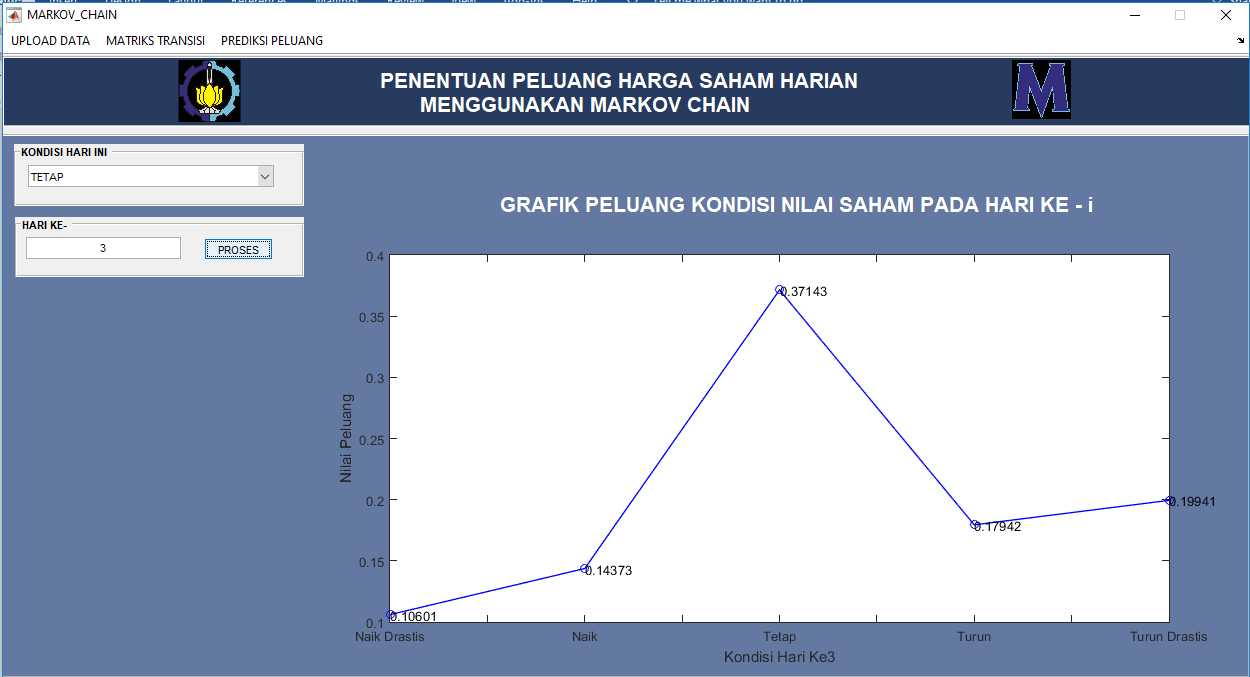 MARKOV_CHAIN
UPLOAD DATA MATRIKS TRANSISI PREDIKSI PELUANG
PENENTUAN PELUANG HARGA SAHAM HARIAN
MENGGUNAKAN MARKOV CHAIN
M
KONDISI HARI INI
TETAP
HARI KE-
3 PROSES
GRAFIK PELUANG KONDISI NILAI SAHAM PADA HARI KE - i
0.4
0.35
0.3
0.25
0.2
0.15
0.1
Nilai Peluang
0.37143
0.19941
0.17942
0.14373
0.10601
Naik Drastis Naik Tetap Turun Turun Drastis
Kondisi Hari Ke3